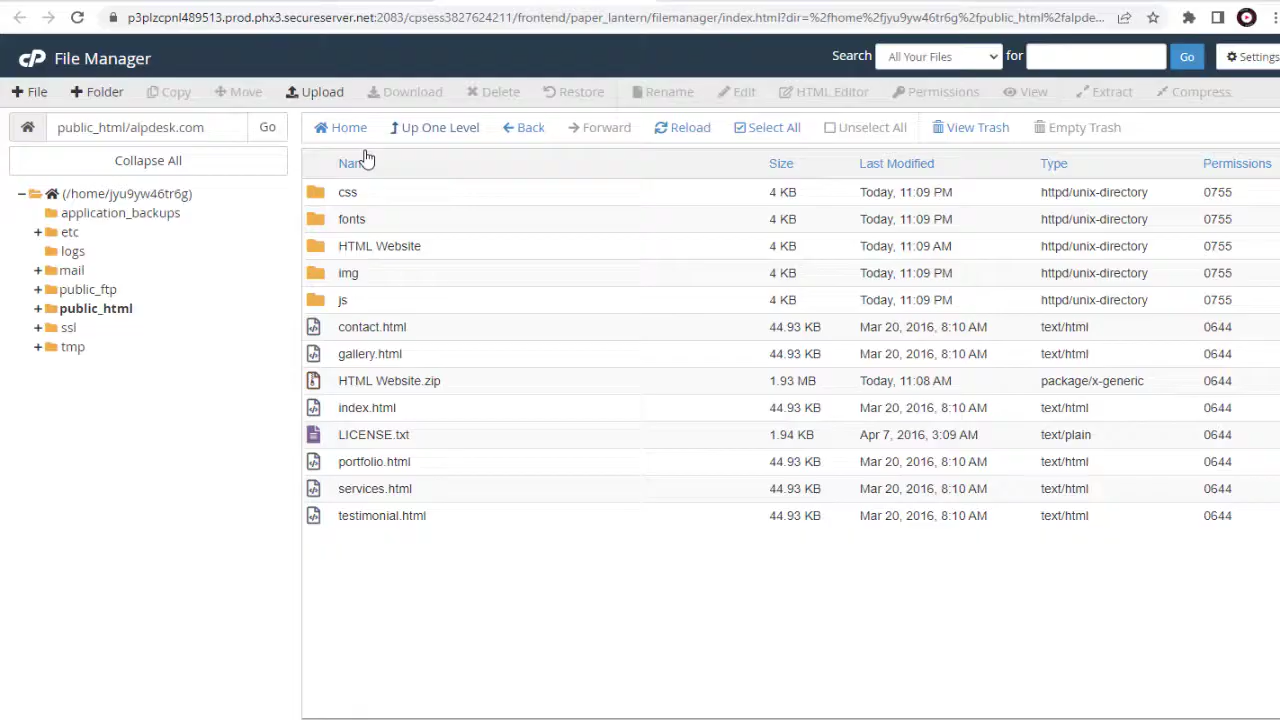 p3plzcpnl489513.prod.phx3.secureserver.net:2083/cpsess3827624211/frontend/paper_lantern/filemanager/index.html?dir=%2fhome%2fjyu9yw46tr6g%2fpublic_html%2falpde...
cP File Manager Search All Your Files for Go Settings
+ File + Folder Copy Move Upload Download Delete Restore Rename Edit HTML Editor Permissions View Extract Compress
public_html/alpdesk.com Go Home Up One Level Back Forward Reload Select All Unselect All View Trash Empty Trash
Collapse All
(/home/jyu9yw46tr6g)
application_backups
etc
logs
mail
public_ftp
public_html
ssl
tmp
Name Size Last Modified Type Permissions
css 4 KB Today, 11:09 PM httpd/unix-directory 0755
fonts 4 KB Today, 11:09 PM httpd/unix-directory 0755
HTML Website 4 KB Today, 11:09 AM httpd/unix-directory 0755
img 4 KB Today, 11:09 PM httpd/unix-directory 0755
js 4 KB Today, 11:09 PM httpd/unix-directory 0755
contact.html 44.93 KB Mar 20, 2016, 8:10 AM text/html 0644
gallery.html 44.93 KB Mar 20, 2016, 8:10 AM text/html 0644
HTML Website.zip 1.93 MB Today, 11:08 AM package/x-generic 0644
index.html 44.93 KB Mar 20, 2016, 8:10 AM text/html 0644
LICENSE.txt 1.94 KB Apr 7, 2016, 3:09 AM text/plain 0644
portfolio.html 44.93 KB Mar 20, 2016, 8:10 AM text/html 0644
services.html 44.93 KB Mar 20, 2016, 8:10 AM text/html 0644
testimonial.html 44.93 KB Mar 20, 2016, 8:10 AM text/html 0644